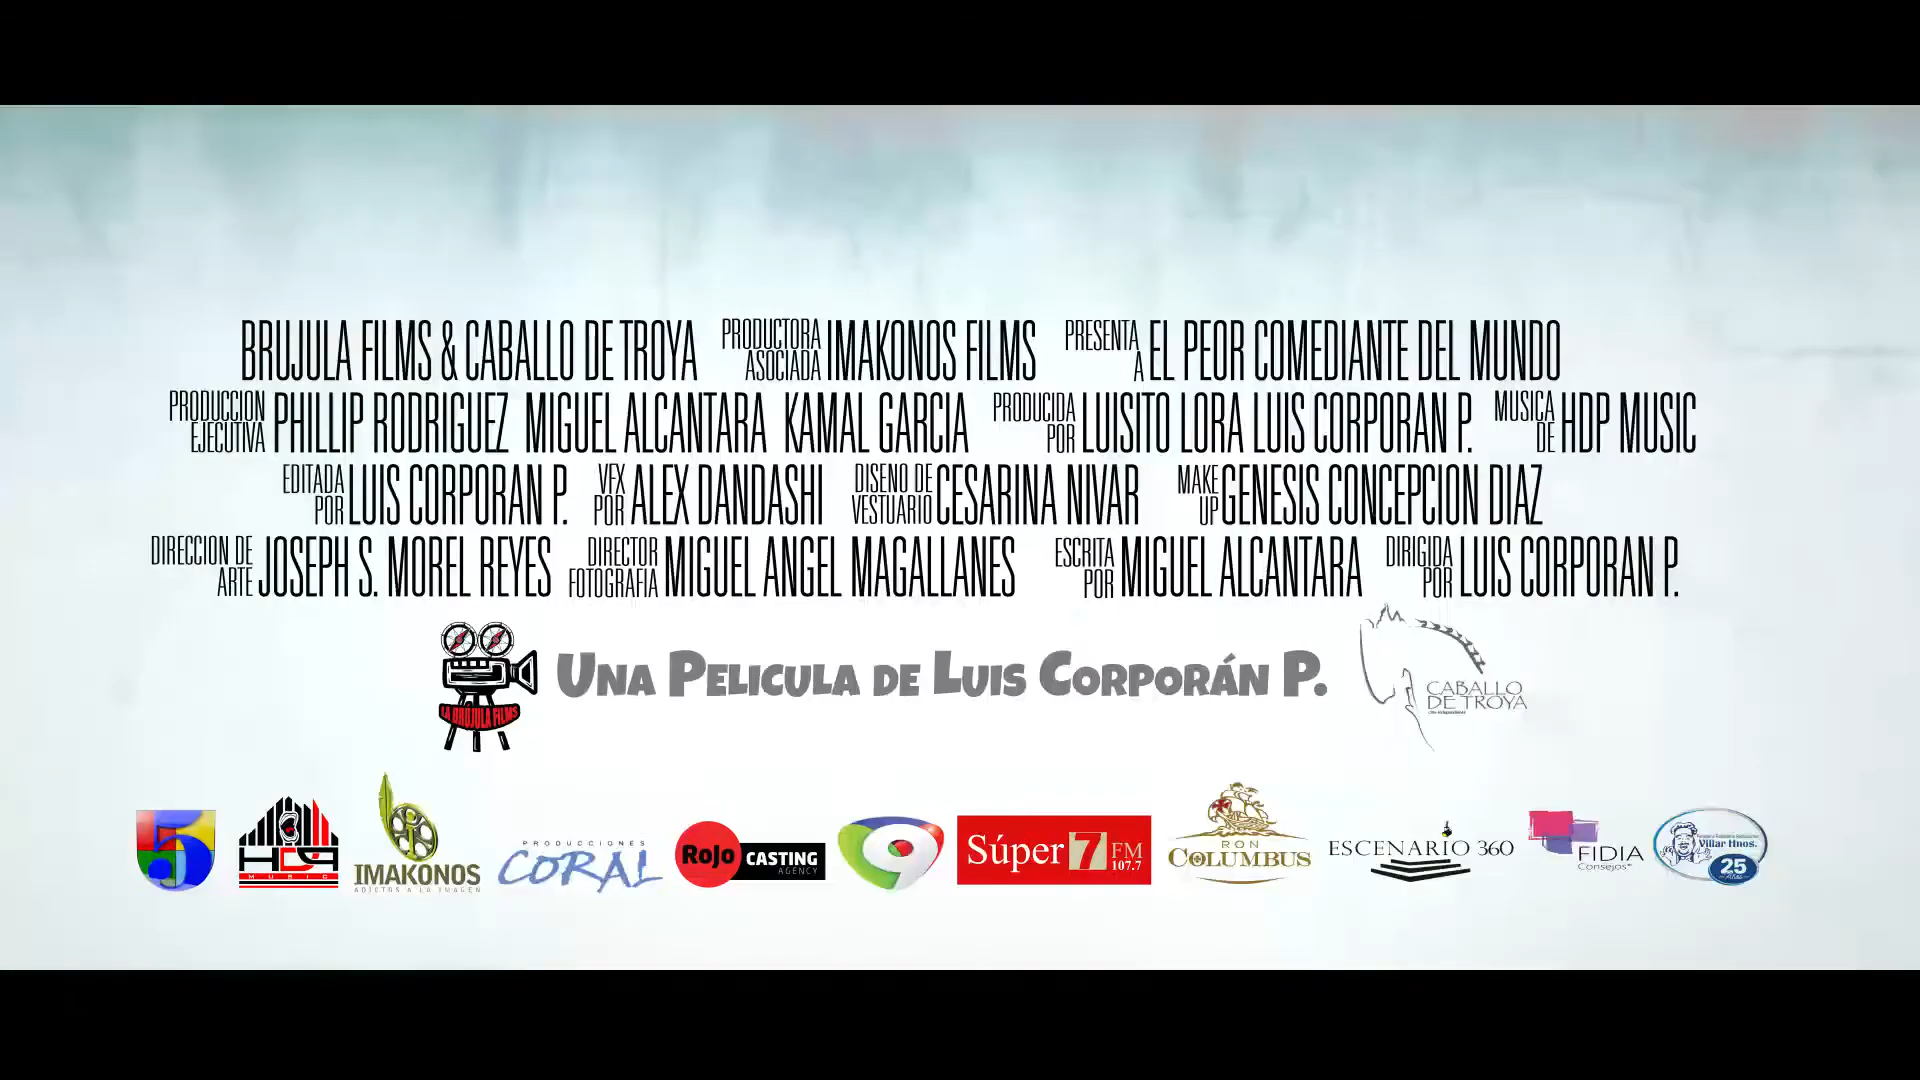 BRUJULA FILMS & CABALLO DE TROYA PRODUCTORA ASOCIADA IMAKONOS FILMS PRESENTA A EL PEOR COMEDIANTE DEL MUNDO
PRODUCCION EJECUTIVA PHILLIP RODRIGUEZ MIGUEL ALCANTARA KAMAL GARCIA PRODUCIDA POR LUISITO LORA LUIS CORPORAN P. MUSICA DE HDP MUSIC
EDITADA POR LUIS CORPORAN P. VFX POR ALEX DANDASHI DISENO DE VESTUARIO CESARINA NIVAR MAKE UP GENESIS CONCEPCION DIAZ
DIRECCION DE ARTE JOSEPH S. MOREL REYES DIRECTOR FOTOGRAFIA MIGUEL ANGEL MAGALLANES ESCRITA POR MIGUEL ALCANTARA DIRIGIDA POR LUIS CORPORAN P.
LA BRUJULA FILMS
UNA PELICULA DE LUIS CORPORÁN P.
CABALLO
DE TROYA
5
HDP
MUSIC
IMAKONOS
ADICTOS A LA IMAGEN
PRODUCCIONES
CORAL
ROJO CASTING
AGENCY
9
Súper 7 FM
107.7
RON
COLUMBUS
ESCENARIO 360
FIDIA
Consejos
Villar Hnos.
25
Años